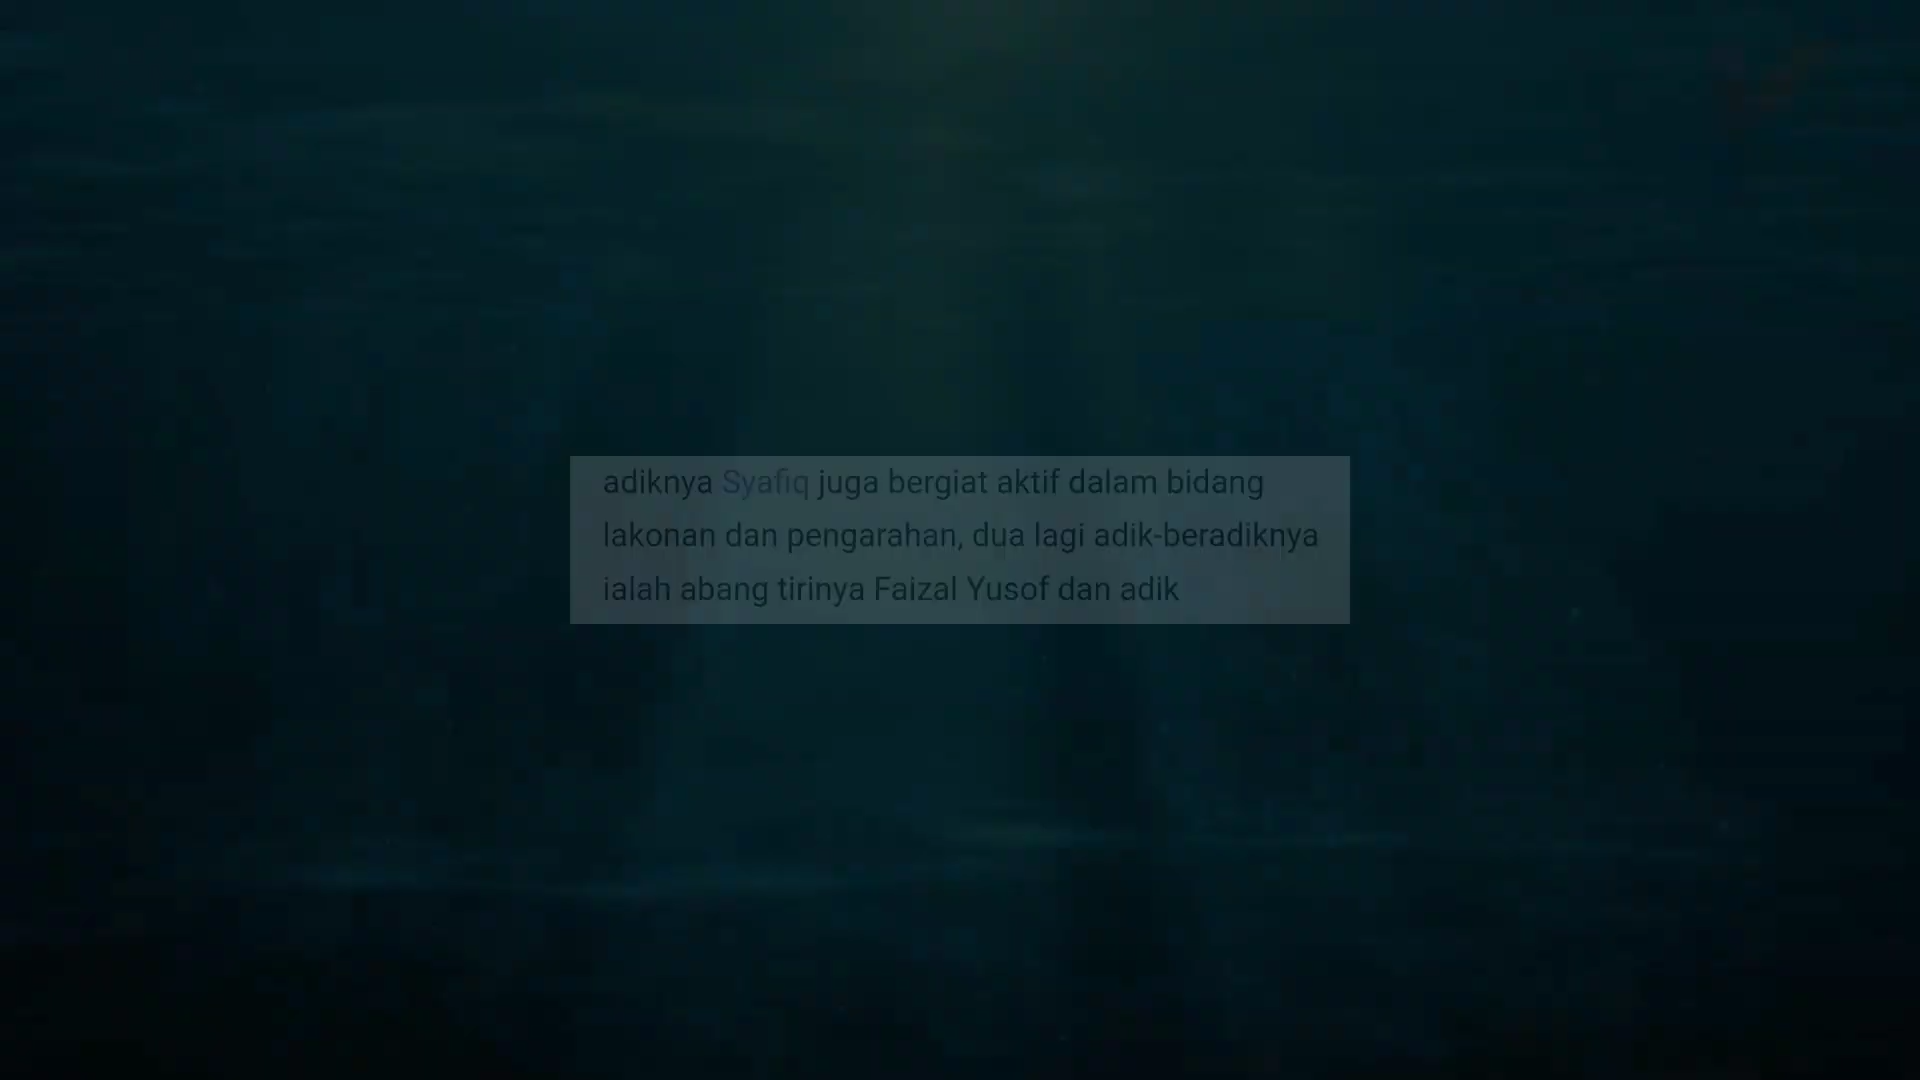 adiknya Syafiq juga bergiat aktif dalam bidang
lakonan dan pengarahan, dua lagi adik-beradiknya
ialah abang tirinya Faizal Yusof dan adik